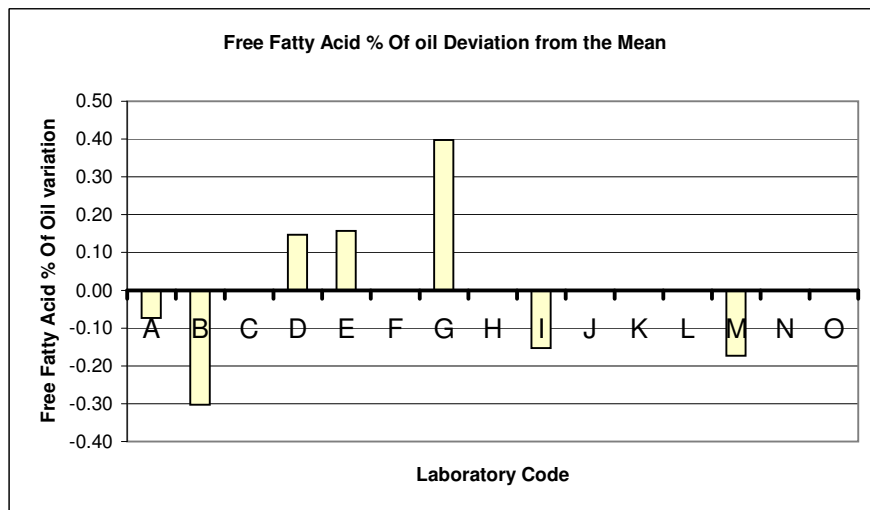 Free Fatty Acid % Of oil Deviation from the Mean
Free Fatty Acid % Of Oil variation
0.50
0.40
0.30
0.20
0.10
0.00
-0.10
-0.20
-0.30
-0.40
A B C D E F G H I J K L M N O
Laboratory Code